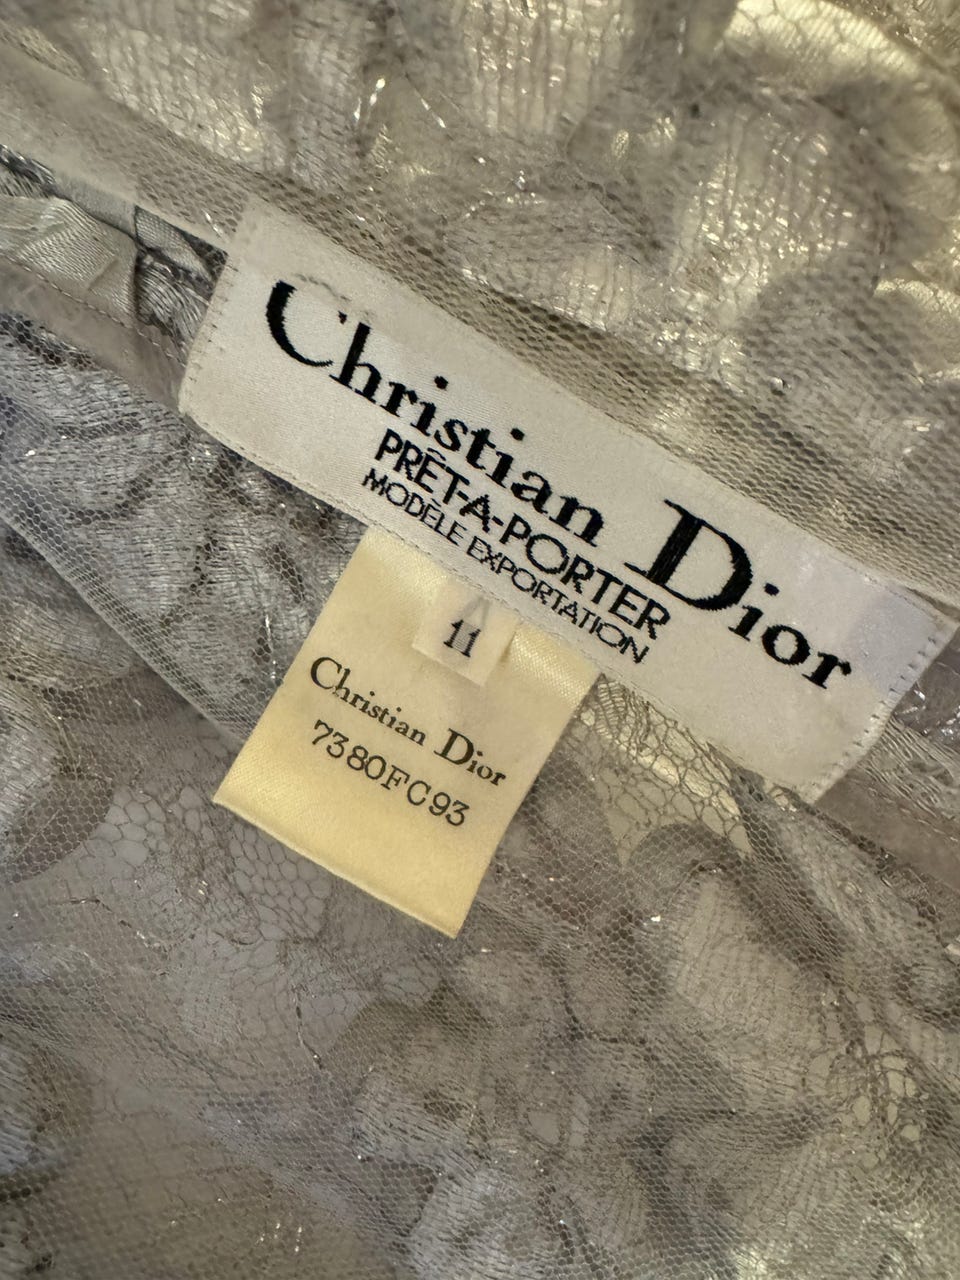 Christian Dior
PRÊT-A-PORTER
MODÈLE EXPORTATION
11
Christian Dior
7380FC93